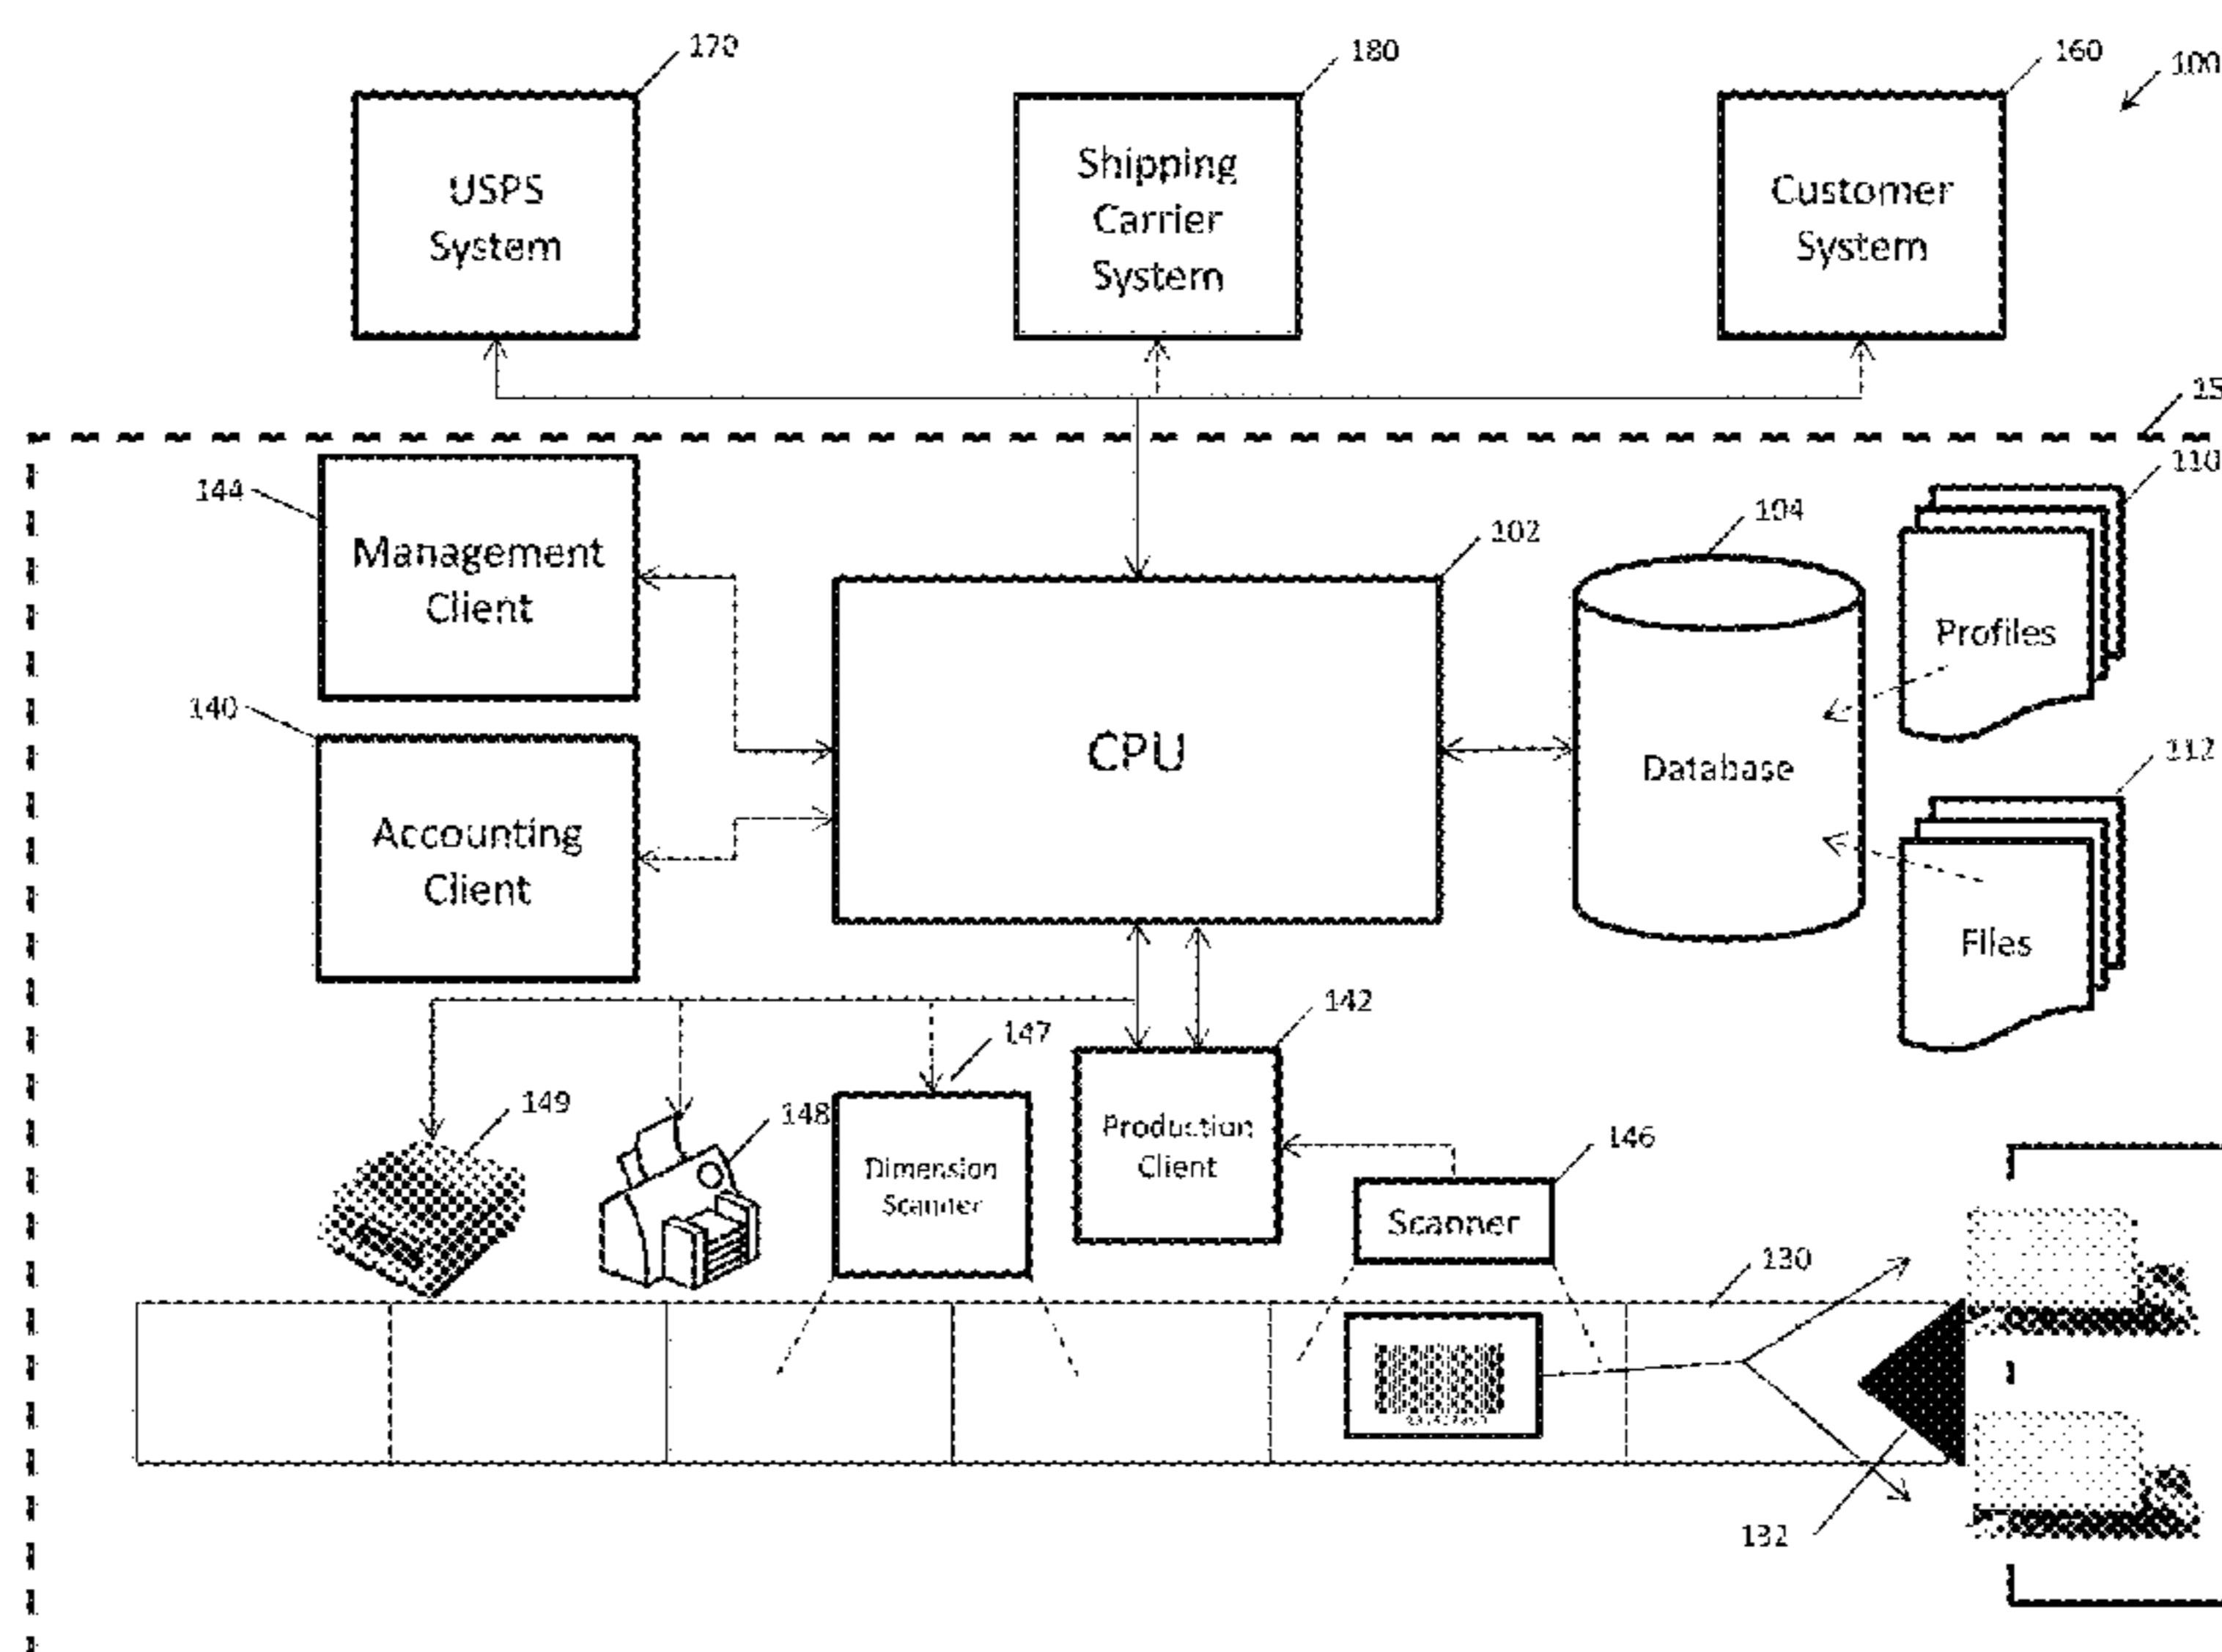 170
180
160
100
USPS
System
Shipping
Carrier
System
Customer
System
15
110
144
Management
Client
102
104
Profiles
140
Accounting
Client
CPU
Database
112
Files
142
147
149
148
Dimension
Scanner
Production
Client
146
Scanner
130
132